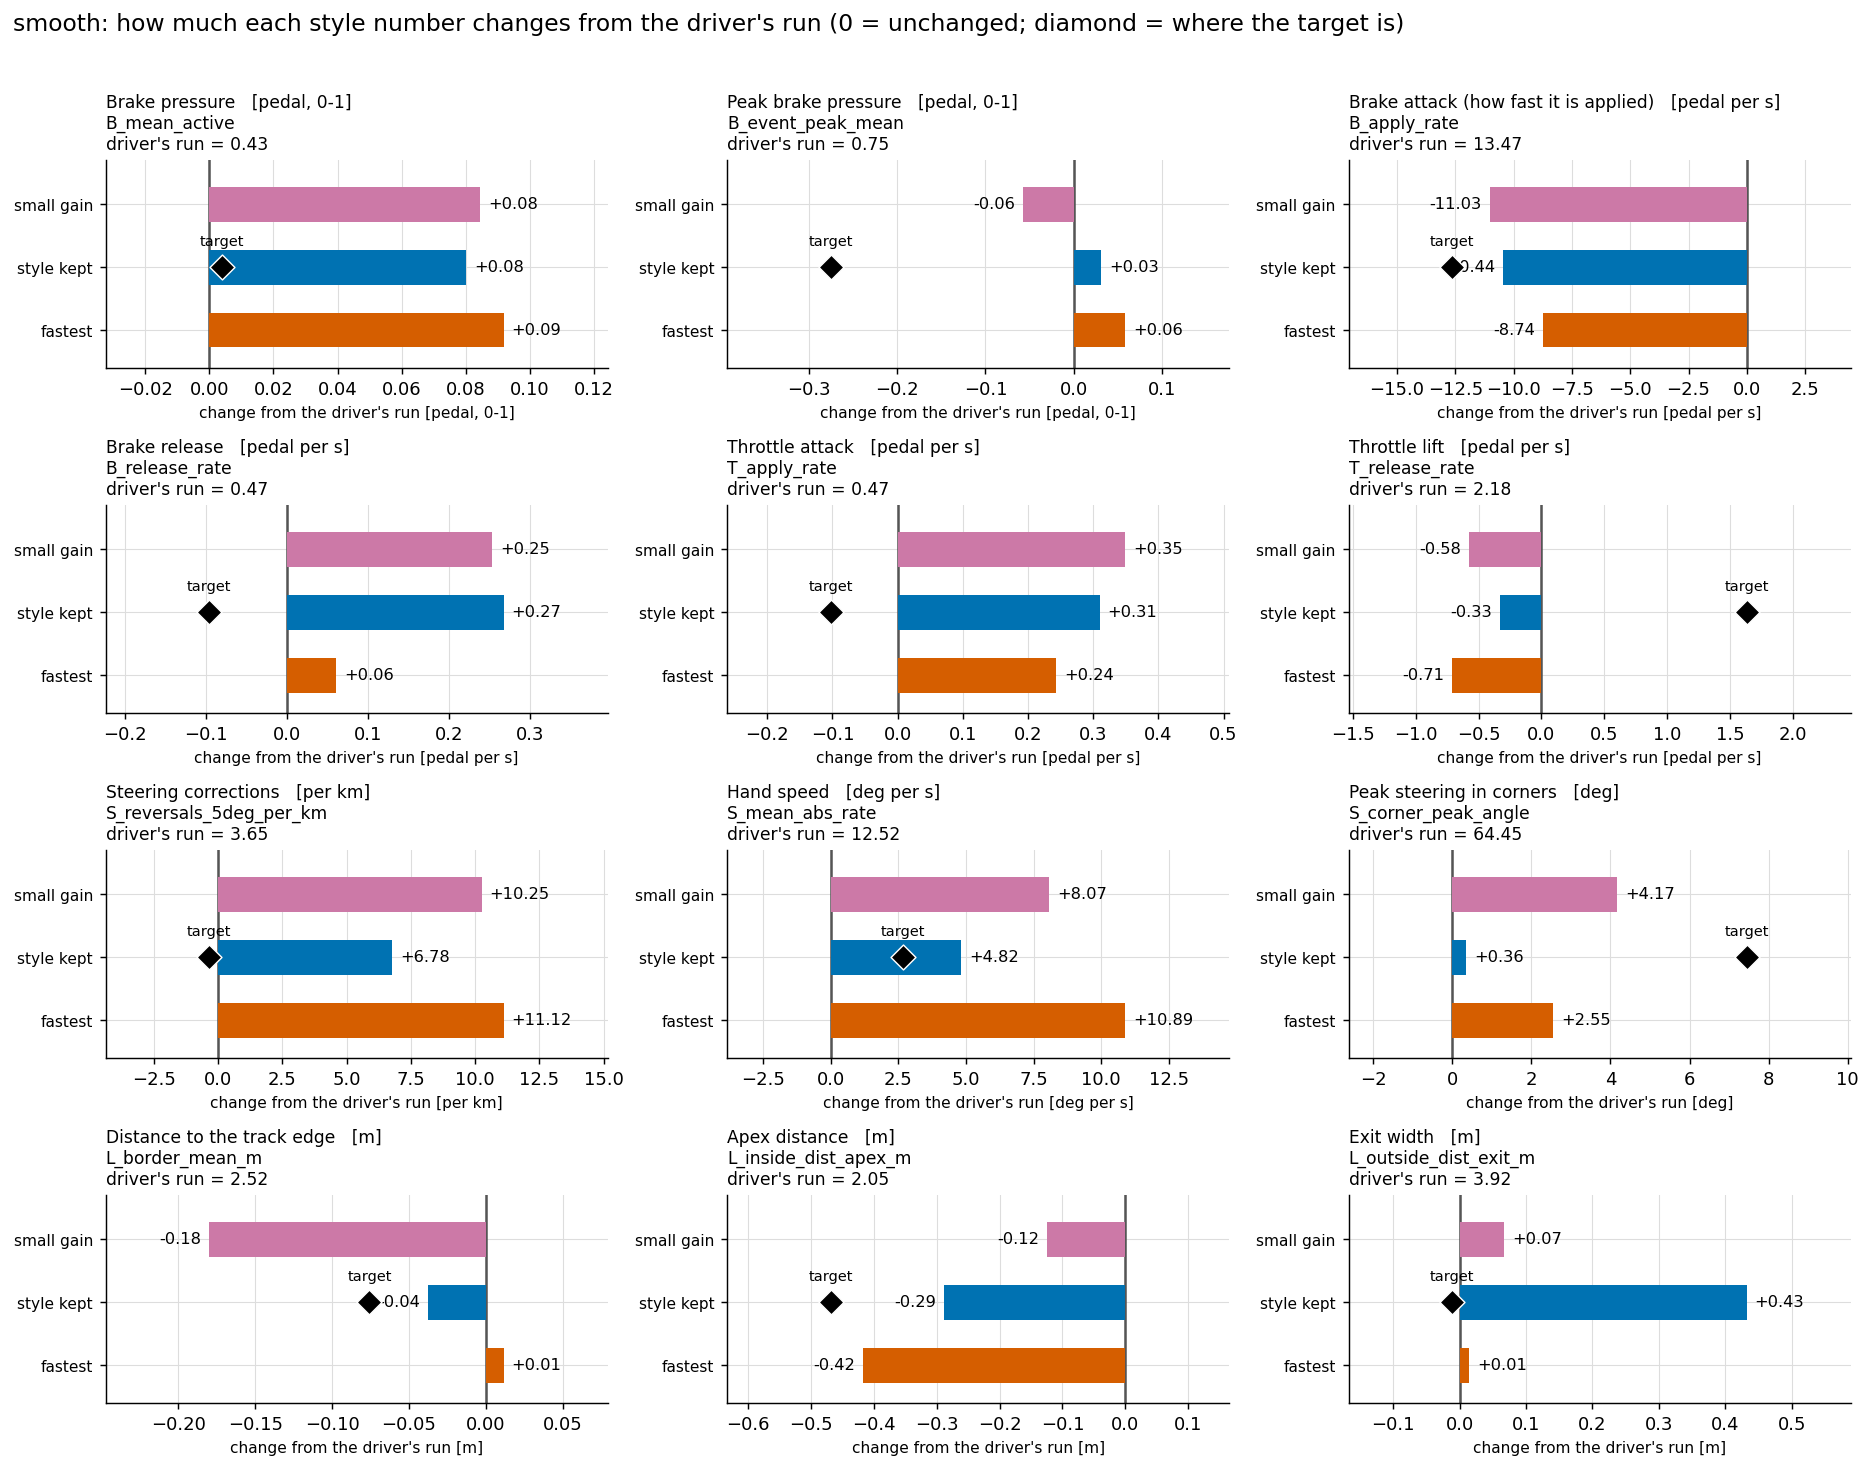 smooth: how much each style number changes from the driver's run (0 = unchanged; diamond = where the target is)
Brake pressure   [pedal, 0-1]
B_mean_active
driver's run = 0.43
small gain
style kept
fastest
+0.08
target
+0.08
+0.09
−0.02 0.00 0.02 0.04 0.06 0.08 0.10 0.12
change from the driver's run [pedal, 0-1]
Peak brake pressure   [pedal, 0-1]
B_event_peak_mean
driver's run = 0.75
small gain
style kept
fastest
-0.06
target
+0.03
+0.06
−0.3 −0.2 −0.1 0.0 0.1
change from the driver's run [pedal, 0-1]
Brake attack (how fast it is applied)   [pedal per s]
B_apply_rate
driver's run = 13.47
small gain
style kept
fastest
-11.03
target
0.44
-8.74
−15.0 −12.5 −10.0 −7.5 −5.0 −2.5 0.0 2.5
change from the driver's run [pedal per s]
Brake release   [pedal per s]
B_release_rate
driver's run = 0.47
small gain
style kept
fastest
+0.25
target
+0.27
+0.06
−0.2 −0.1 0.0 0.1 0.2 0.3
change from the driver's run [pedal per s]
Throttle attack   [pedal per s]
T_apply_rate
driver's run = 0.47
small gain
style kept
fastest
+0.35
target
+0.31
+0.24
−0.2 −0.1 0.0 0.1 0.2 0.3 0.4 0.5
change from the driver's run [pedal per s]
Throttle lift   [pedal per s]
T_release_rate
driver's run = 2.18
small gain
style kept
fastest
-0.58
target
-0.33
-0.71
−1.5 −1.0 −0.5 0.0 0.5 1.0 1.5 2.0
change from the driver's run [pedal per s]
Steering corrections   [per km]
S_reversals_5deg_per_km
driver's run = 3.65
small gain
style kept
fastest
+10.25
target
+6.78
+11.12
−2.5 0.0 2.5 5.0 7.5 10.0 12.5 15.0
change from the driver's run [per km]
Hand speed   [deg per s]
S_mean_abs_rate
driver's run = 12.52
small gain
style kept
fastest
+8.07
target
+4.82
+10.89
−2.5 0.0 2.5 5.0 7.5 10.0 12.5
change from the driver's run [deg per s]
Peak steering in corners   [deg]
S_corner_peak_angle
driver's run = 64.45
small gain
style kept
fastest
+4.17
target
+0.36
+2.55
−2 0 2 4 6 8 10
change from the driver's run [deg]
Distance to the track edge   [m]
L_border_mean_m
driver's run = 2.52
small gain
style kept
fastest
-0.18
target
-0.04
+0.01
−0.20 −0.15 −0.10 −0.05 0.00 0.05
change from the driver's run [m]
Apex distance   [m]
L_inside_dist_apex_m
driver's run = 2.05
small gain
style kept
fastest
-0.12
target
-0.29
-0.42
−0.6 −0.5 −0.4 −0.3 −0.2 −0.1 0.0 0.1
change from the driver's run [m]
Exit width   [m]
L_outside_dist_exit_m
driver's run = 3.92
small gain
style kept
fastest
+0.07
target
+0.43
+0.01
−0.1 0.0 0.1 0.2 0.3 0.4 0.5
change from the driver's run [m]